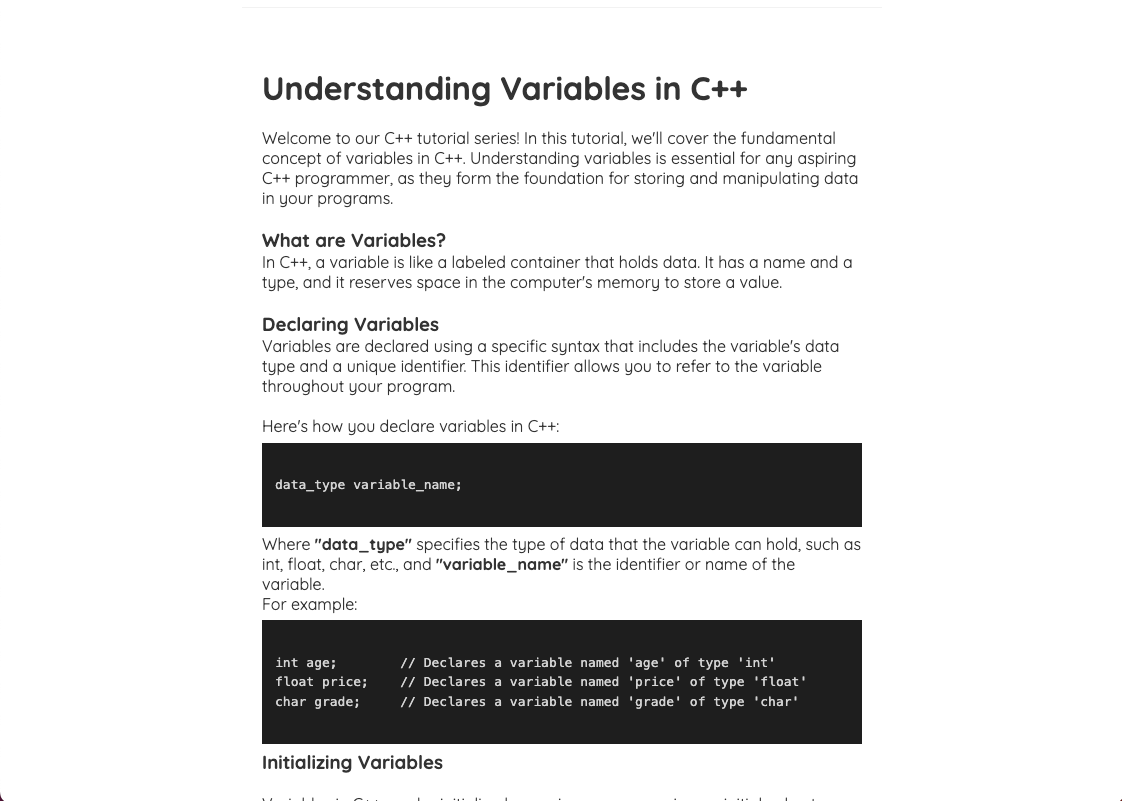 Understanding Variables in C++
Welcome to our C++ tutorial series! In this tutorial, we'll cover the fundamental
concept of variables in C++. Understanding variables is essential for any aspiring
C++ programmer, as they form the foundation for storing and manipulating data
in your programs.
What are Variables?
In C++, a variable is like a labeled container that holds data. It has a name and a
type, and it reserves space in the computer's memory to store a value.
Declaring Variables
Variables are declared using a specific syntax that includes the variable's data
type and a unique identifier. This identifier allows you to refer to the variable
throughout your program.
Here's how you declare variables in C++:
data_type variable_name;
Where "data_type" specifies the type of data that the variable can hold, such as
int, float, char, etc., and "variable_name" is the identifier or name of the
variable.
For example:
int age;        // Declares a variable named 'age' of type 'int'
float price;    // Declares a variable named 'price' of type 'float'
char grade;     // Declares a variable named 'grade' of type 'char'
Initializing Variables